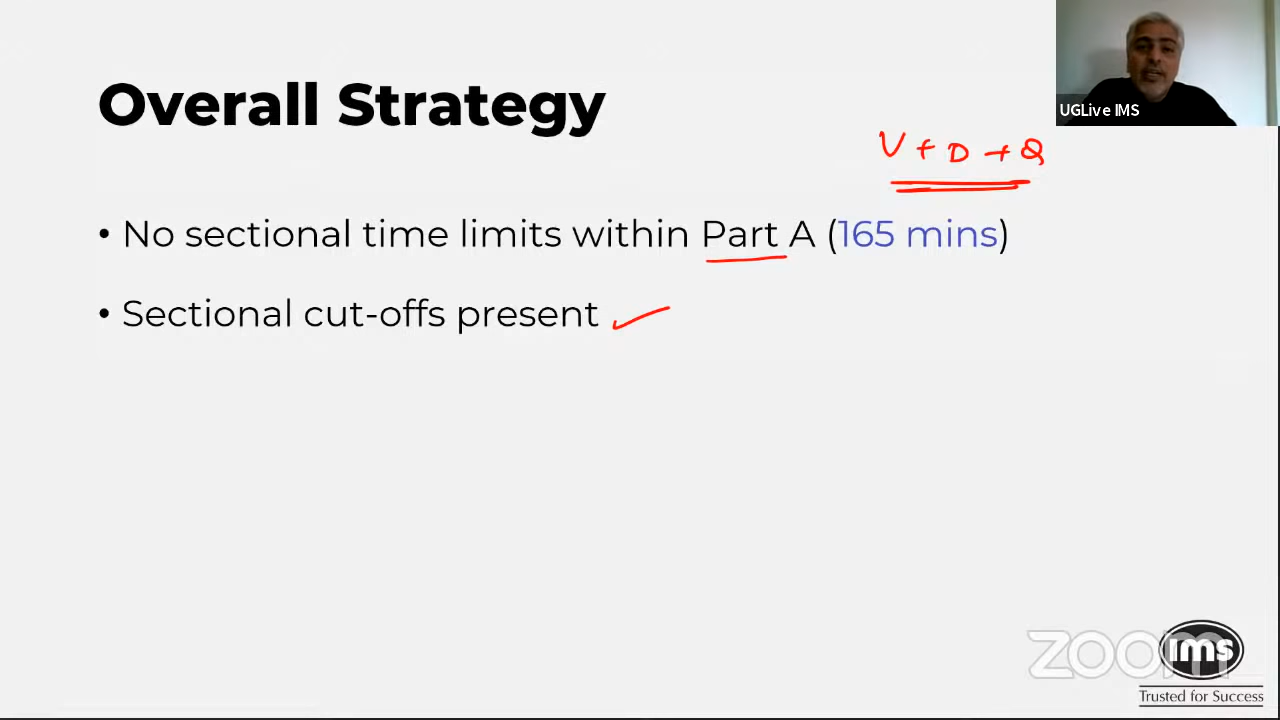 UGLive IMS
Overall Strategy
V + D + Q
• No sectional time limits within Part A (165 mins)
• Sectional cut-offs present
zoom
ims
Trusted for Success